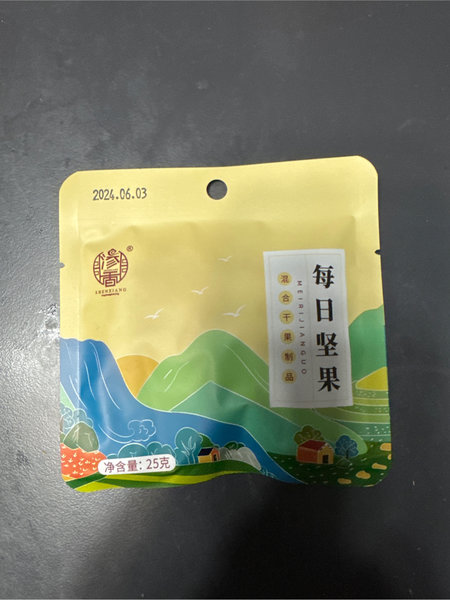 2024.06.03
®
SHENXIANG
每日坚果
MEIRIJIANGUO
混合干果制品
净含量：25克